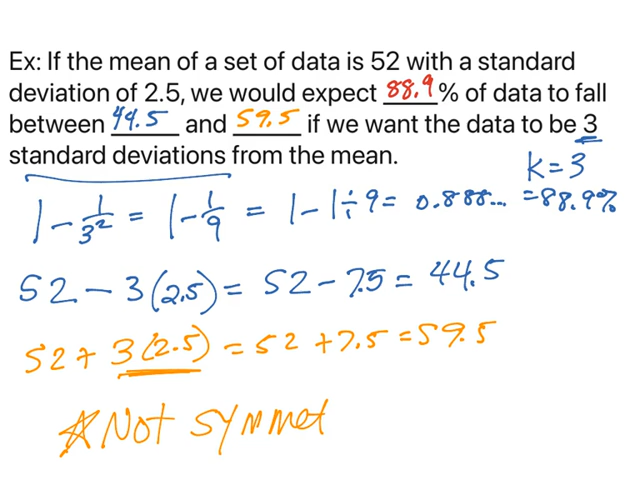 Ex: If the mean of a set of data is 52 with a standard
deviation of 2.5, we would expect 88.9% of data to fall
between 44.5 and 59.5 if we want the data to be 3
standard deviations from the mean.
k=3
1 - 1/3² = 1 - 1/9 = 1 - 1÷9 = 0.888... = 88.9%
52 - 3(2.5) = 52 - 7.5 = 44.5
52 + 3(2.5) = 52 + 7.5 = 59.5
* Not symmet